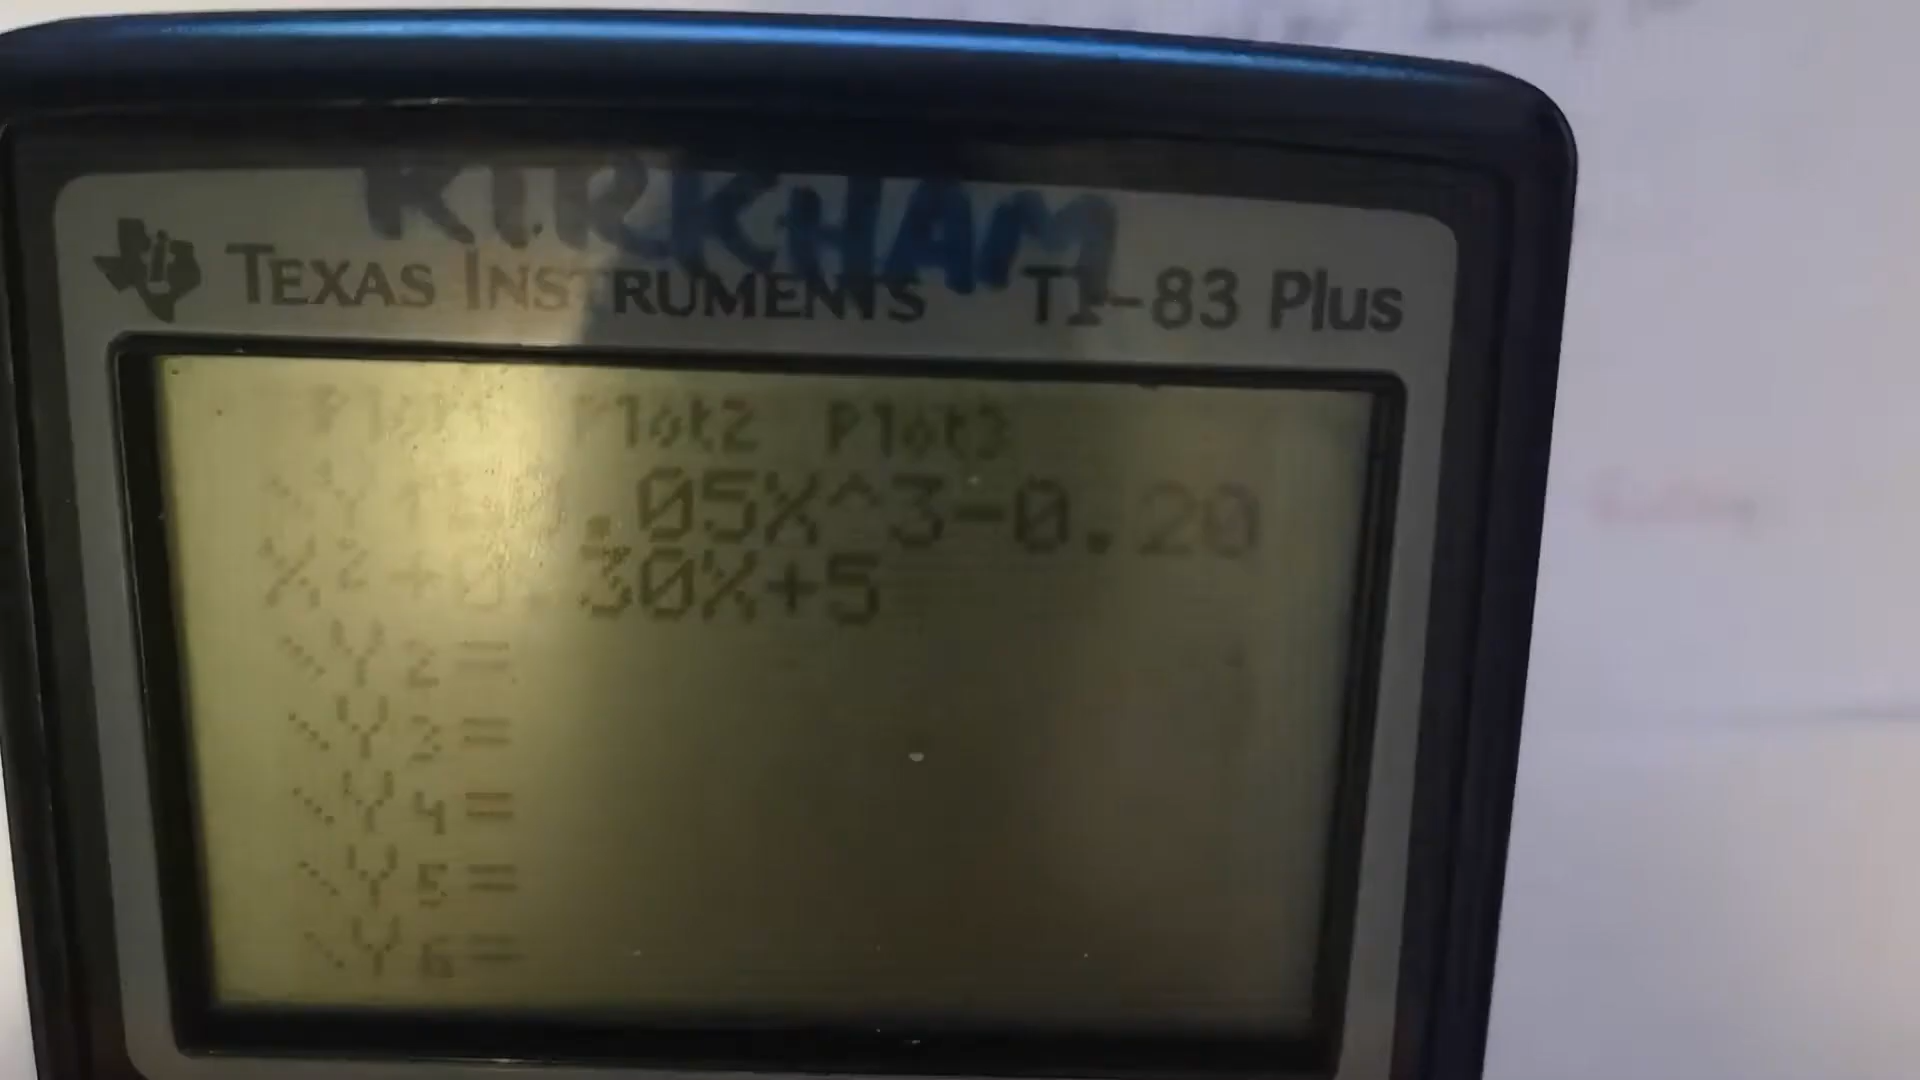 KIRKHAM
TEXAS INSTRUMENTS TI-83 Plus
Plot1 Plot2 Plot3
\Y1=0.05X^3-0.20
X²+0.30X+5
\Y2=
\Y3=
\Y4=
\Y5=
\Y6=